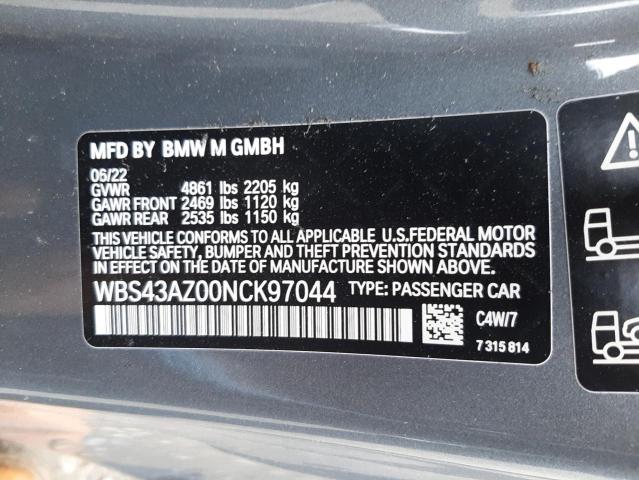 MFD BY BMW M GMBH
06/22
GVWR 4861 lbs 2205 kg
GAWR FRONT 2469 lbs 1120 kg
GAWR REAR 2535 lbs 1150 kg
THIS VEHICLE CONFORMS TO ALL APPLICABLE U.S.FEDERAL MOTOR
VEHICLE SAFETY, BUMPER AND THEFT PREVENTION STANDARDS
IN EFFECT ON THE DATE OF MANUFACTURE SHOWN ABOVE.
WBS43AZ00NCK97044 TYPE: PASSENGER CAR
C4W/7
7 315 814